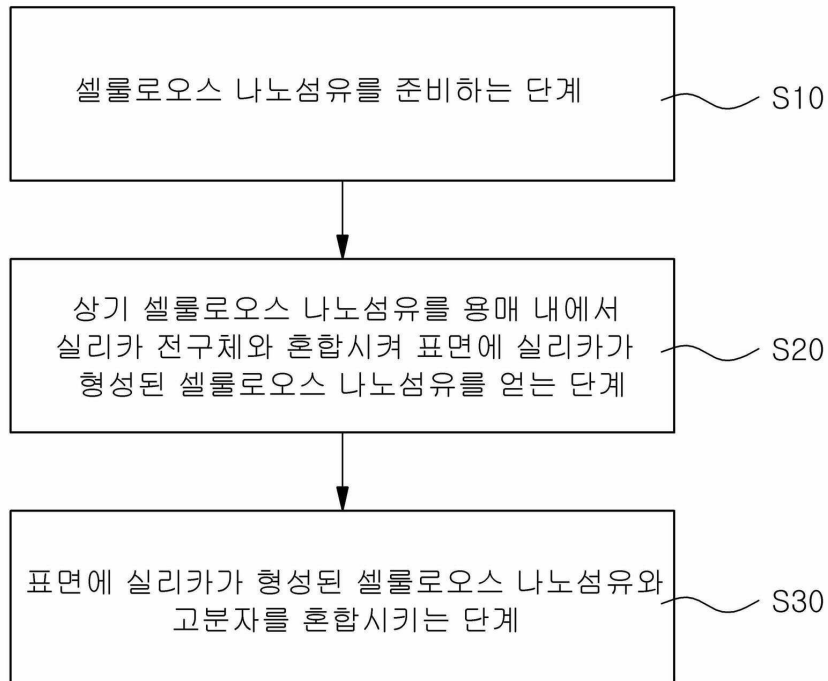 셀룰로오스 나노섬유를 준비하는 단계
S10
상기 셀룰로오스 나노섬유를 용매 내에서
실리카 전구체와 혼합시켜 표면에 실리카가
형성된 셀룰로오스 나노섬유를 얻는 단계
S20
표면에 실리카가 형성된 셀룰로오스 나노섬유와
고분자를 혼합시키는 단계
S30